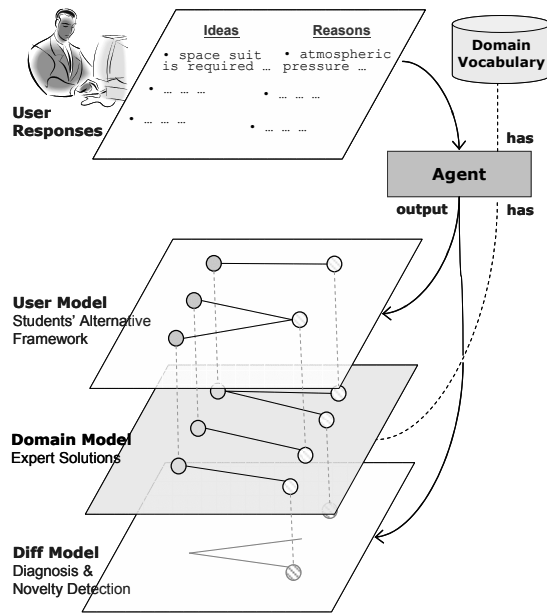 Ideas
Reasons
• space suit
is required …
• atmospheric
pressure …
• … … …
• … … …
• … … …
• … … …
User
Responses
Domain
Vocabulary
has
Agent
output
has
User Model
Students' Alternative
Framework
Domain Model
Expert Solutions
Diff Model
Diagnosis &
Novelty Detection